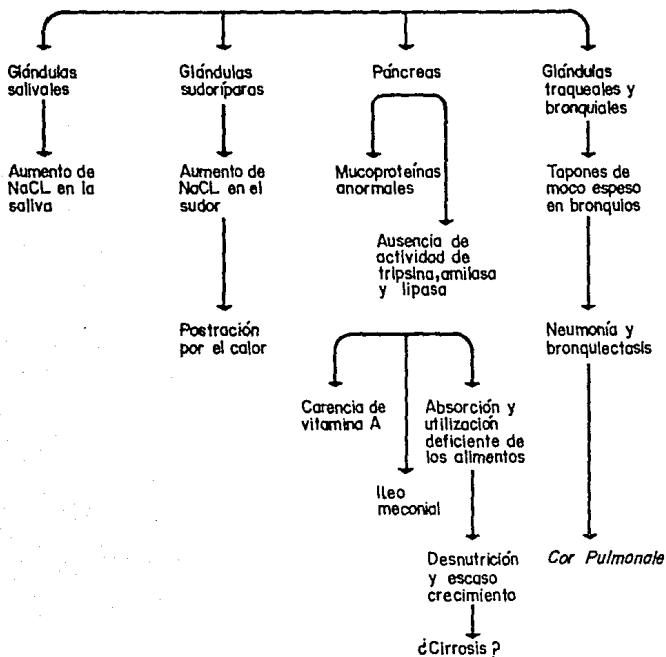 Glándulas
salivales
Glándulas
sudoríparas
Páncreas
Glándulas
traqueales y
bronquiales
Aumento de
NaCL en la
saliva
Aumento de
NaCL en el
sudor
Mucoproteínas
anormales
Tapones de
moco espeso
en bronquios
Ausencia de
actividad de
tripsina, amilasa
y lipasa
Postración
por el calor
Neumonía y
bronquiectasis
Carencia de
vitamina A
Absorción y
utilización
deficiente de
los alimentos
Ileo
meconial
Desnutrición
y escaso
crecimiento
Cor Pulmonale
¿Cirrosis?